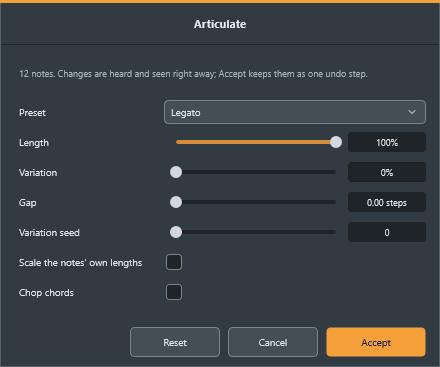 Articulate
12 notes. Changes are heard and seen right away; Accept keeps them as one undo step.
Preset
Legato
Length
100%
Variation
0%
Gap
0.00 steps
Variation seed
0
Scale the notes' own lengths
Chop chords
Reset
Cancel
Accept